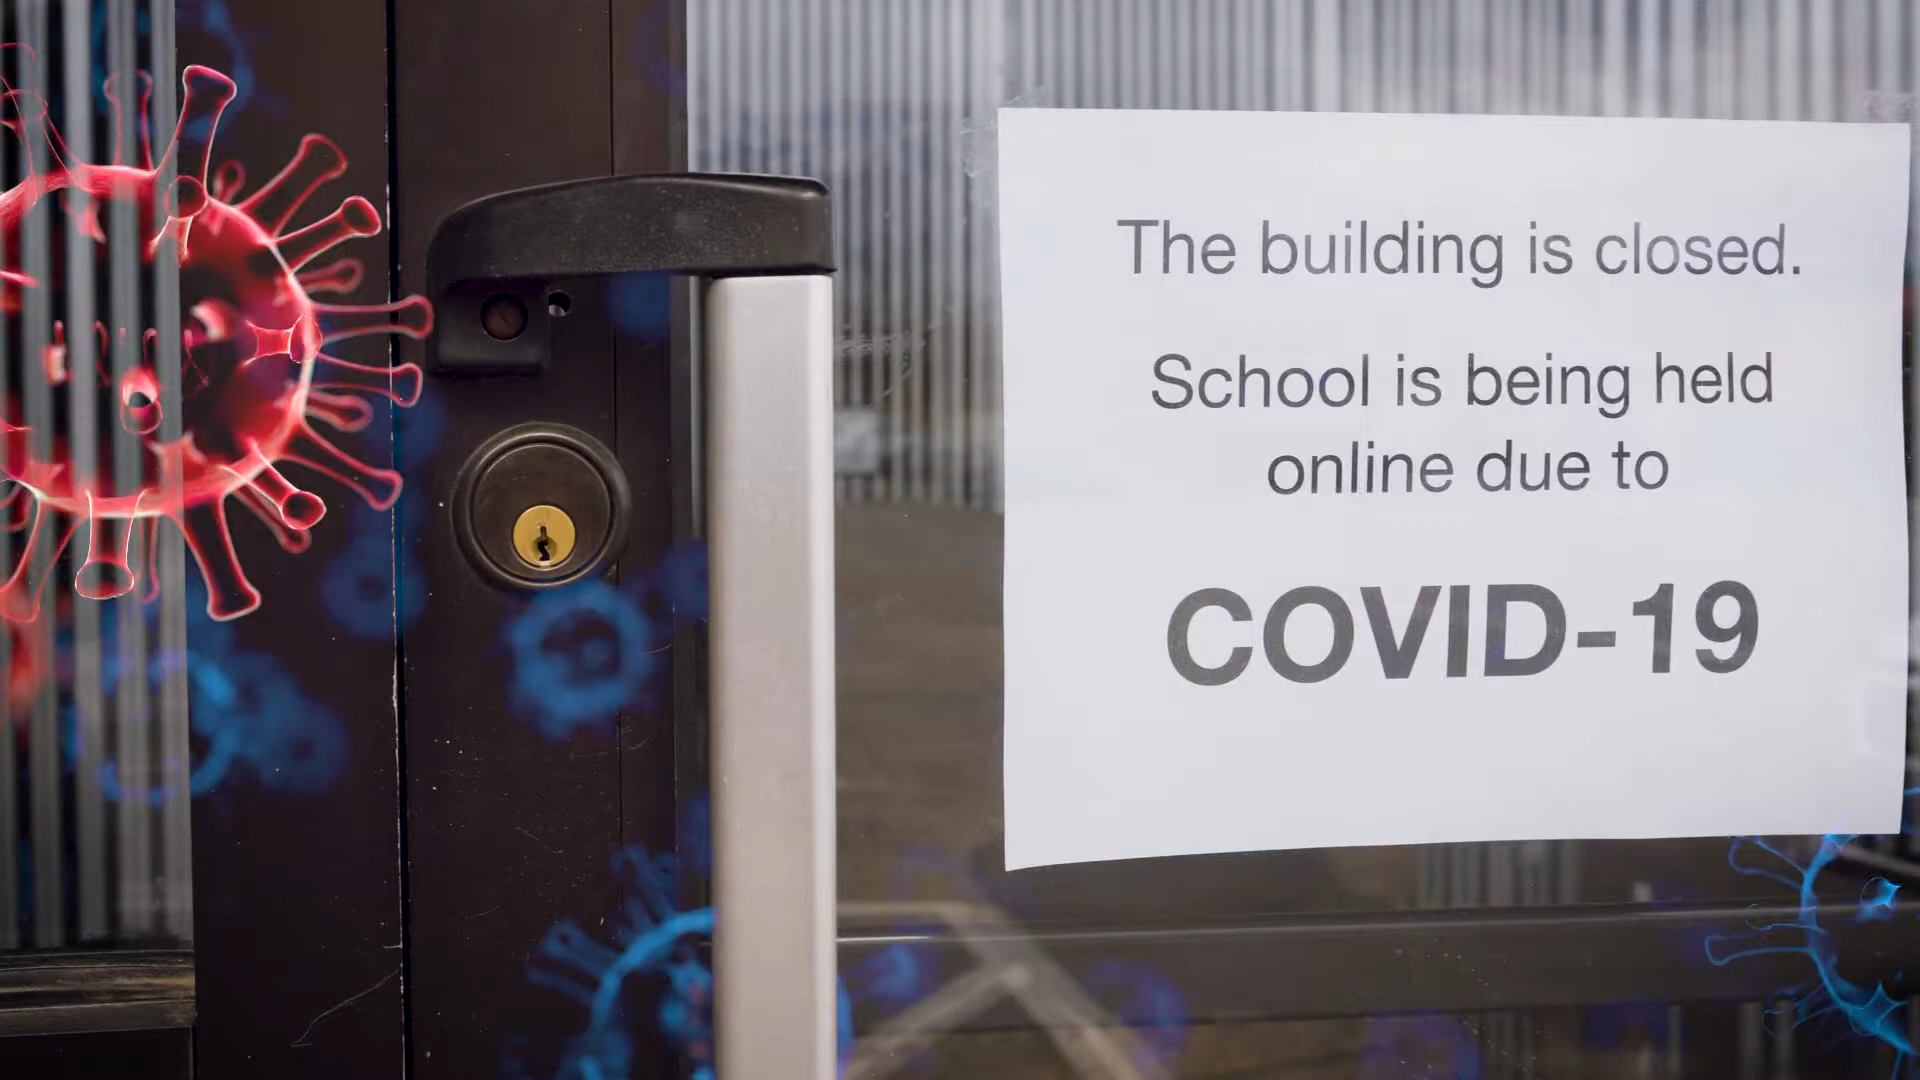 The building is closed.
School is being held
online due to
COVID-19